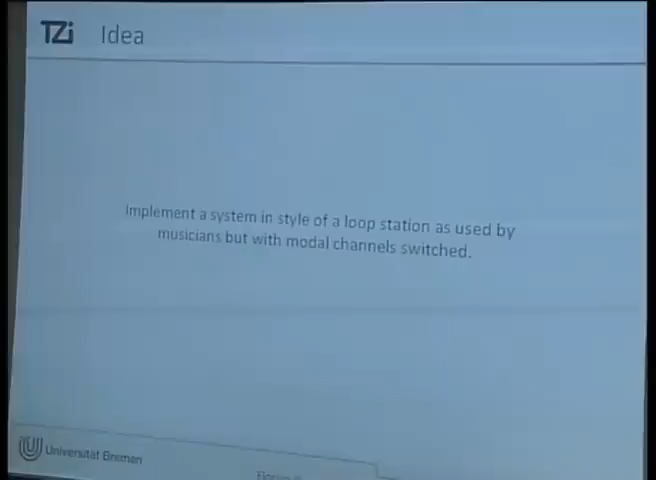 TZi Idea
Implement a system in style of a loop station as used by
musicians but with modal channels switched.
Universität Bremen